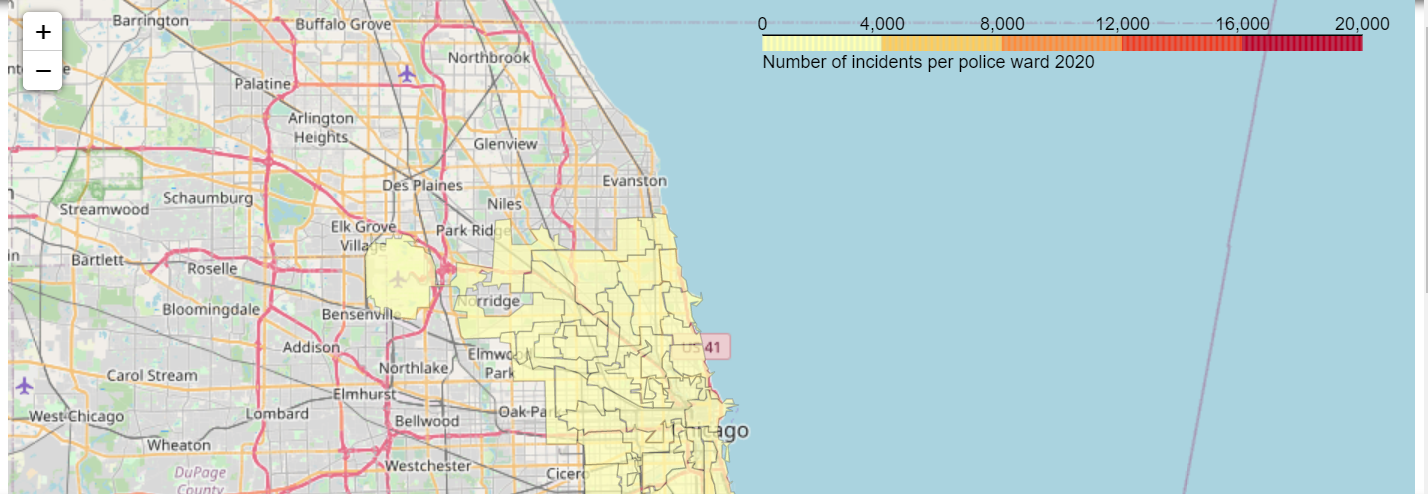 +
−
0 4,000 8,000 12,000 16,000 20,000
Number of incidents per police ward 2020
Barrington
Buffalo Grove
Northbrook
Palatine
Arlington
Heights
Glenview
Des Plaines
Evanston
Schaumburg
Streamwood
Niles
Elk Grove
Village
Park Ridge
Bartlett
Roselle
Norridge
Bloomingdale
Bensenville
US 41
Addison
Elmwood
Park
Northlake
Carol Stream
Elmhurst
West Chicago
Lombard
Oak Park
Bellwood
Chicago
Wheaton
Westchester
Cicero
DuPage
County